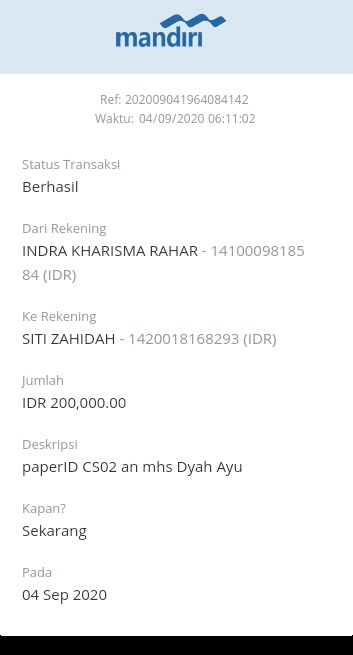 mandiri
Ref: 202009041964084142
Waktu: 04/09/2020 06:11:02
Status Transaksi
Berhasil
Dari Rekening
INDRA KHARISMA RAHAR - 14100098185
84 (IDR)
Ke Rekening
SITI ZAHIDAH - 1420018168293 (IDR)
Jumlah
IDR 200,000.00
Deskripsi
paperID CS02 an mhs Dyah Ayu
Kapan?
Sekarang
Pada
04 Sep 2020